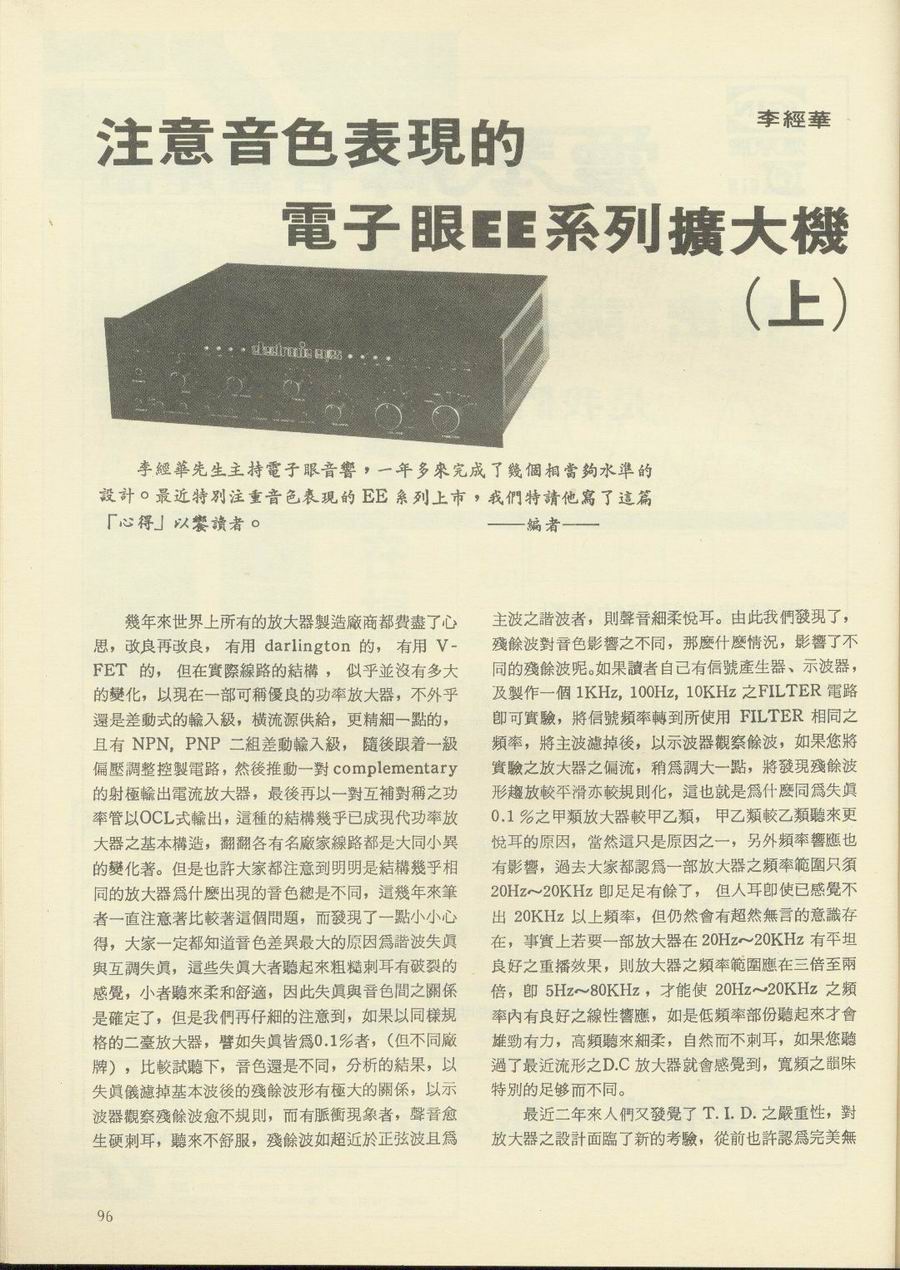 李經華
注意音色表現的
電子眼EE系列擴大機
（上）
electronic eyes
李經華先生主持電子眼音響，一年多來完成了幾個相當夠水準的
設計。最近特別注重音色表現的 EE 系列上市，我們特請他寫了這篇
「心得」以饗讀者。 ——編者——
幾年來世界上所有的放大器製造廠商都費盡了心
思，改良再改良， 有用 darlington 的， 有用 V-
FET 的， 但在實際線路的結構 ， 似乎並沒有多大
的變化，以現在一部可稱優良的功率放大器，不外乎
還是差動式的輸入級，橫流源供給，更精細一點的，
且有 NPN, PNP 二組差動輸入級， 隨後跟着一級
偏壓調整控製電路，然後推動一對 complementary
的射極輸出電流放大器，最後再以一對互補對稱之功
率管以OCL式輸出，這種的結構幾乎已成現代功率放
大器之基本構造，翻翻各有名廠家線路都是大同小異
的變化著。但是也許大家都注意到明明是結構幾乎相
同的放大器爲什麽出現的音色總是不同，這幾年來筆
者一直注意著比較著這個問題，而發現了一點小小心
得，大家一定都知道音色差異最大的原因爲諧波失眞
與互調失眞，這些失眞大者聽起來粗糙刺耳有破裂的
感覺，小者聽來柔和舒適，因此失眞與音色間之關係
是確定了，但是我們再仔細的注意到，如果以同樣規
格的二臺放大器，譬如失眞皆爲0.1%者，（但不同廠
牌），比較試聽下，音色還是不同，分析的結果，以
失眞儀濾掉基本波後的殘餘波形有極大的關係，以示
波器觀察殘餘波愈不規則，而有脈衝現象者，聲音愈
生硬刺耳，聽來不舒服，殘餘波如超近於正弦波且爲
主波之諧波者，則聲音細柔悅耳。由此我們發現了，
殘餘波對音色影響之不同，那麽什麽情況，影響了不
同的殘餘波呢。如果讀者自己有信號產生器、示波器，
及製作一個 1KHz, 100Hz, 10KHz 之FILTER 電路
卽可實驗，將信號頻率轉到所使用 FILTER 相同之
頻率，將主波濾掉後，以示波器觀察餘波，如果您將
實驗之放大器之偏流，稍爲調大一點，將發現殘餘波
形趨放較平滑亦較規則化，這也就是爲什麽同爲失眞
0.1 %之甲類放大器較甲乙類， 甲乙類較乙類聽來更
悅耳的原因，當然這只是原因之一，另外頻率響應也
有影響，過去大家都認爲一部放大器之頻率範圍只須
20Hz～20KHz 卽足足有餘了， 但人耳卽使已感覺不
出 20KHz 以上頻率，但仍然會有超然無言的意識存
在，事實上若要一部放大器在 20Hz～20KHz 有平坦
良好之重播效果，則放大器之頻率範圍應在三倍至兩
倍，卽 5Hz～80KHz ，才能使 20Hz～20KHz 之頻
率內有良好之線性響應，如是低頻率部份聽起來才會
雄勁有力，高頻聽來細柔，自然而不刺耳，如果您聽
過了最近流形之D.C 放大器就會感覺到，寬頻之韻味
特別的足够而不同。
最近二年來人們又發覺了 T. I. D. 之嚴重性，對
放大器之設計面臨了新的考驗，從前也許認爲完美無
96